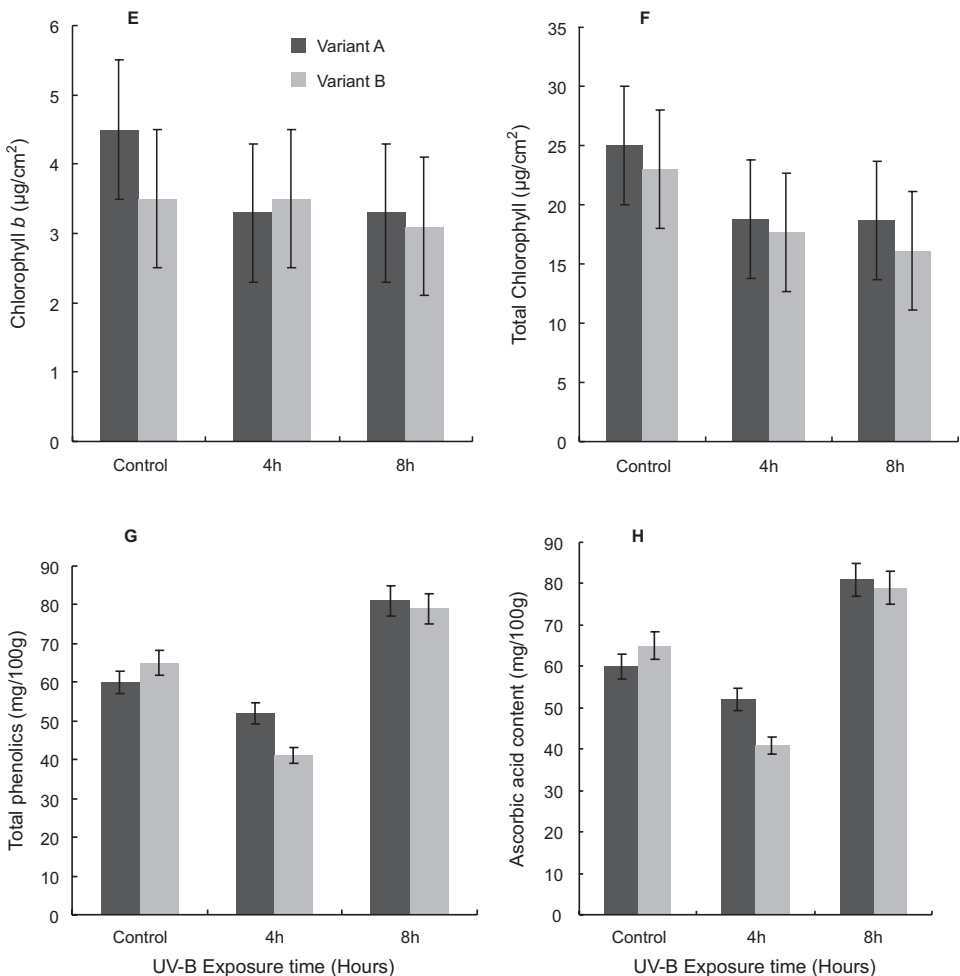 E
Variant A
Variant B
Chlorophyll b (µg/cm²)
6
5
4
3
2
1
0
Control 4h 8h
F
Total Chlorophyll (µg/cm²)
35
30
25
20
15
10
5
0
Control 4h 8h
G
Total phenolics (mg/100g)
90
80
70
60
50
40
30
20
10
0
Control 4h 8h
UV-B Exposure time (Hours)
H
Ascorbic acid content (mg/100g)
90
80
70
60
50
40
30
20
10
0
Control 4h 8h
UV-B Exposure time (Hours)